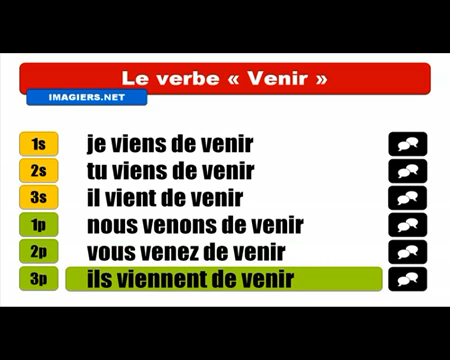 Le verbe « Venir »
IMAGIERS.NET
1s je viens de venir
2s tu viens de venir
3s il vient de venir
1p nous venons de venir
2p vous venez de venir
3p ils viennent de venir